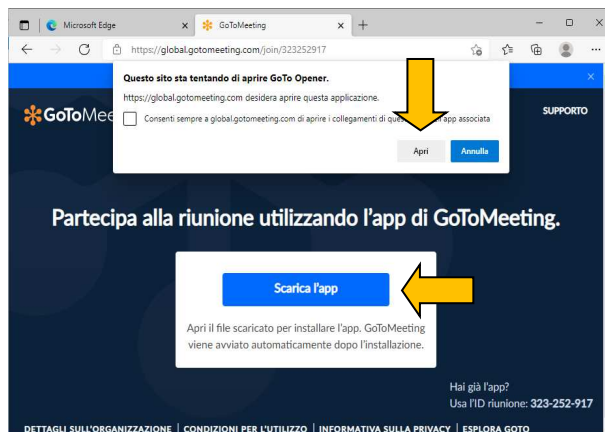 Microsoft Edge
GoToMeeting
https://global.gotomeeting.com/join/323252917
Questo sito sta tentando di aprire GoTo Opener.
https://global.gotomeeting.com desidera aprire questa applicazione.
Consenti sempre a global.gotomeeting.com di aprire i collegamenti di app associata
Apri
Annulla
GoToMee
SUPPORTO
Partecipa alla riunione utilizzando l'app di GoToMeeting.
Scarica l'app
Apri il file scaricato per installare l'app. GoToMeeting
viene avviato automaticamente dopo l'installazione.
Hai già l'app?
Usa l'ID riunione: 323-252-917
DETTAGLI SULL'ORGANIZZAZIONE | CONDIZIONI PER L'UTILIZZO | INFORMATIVA SULLA PRIVACY | ESPLORA GOTO